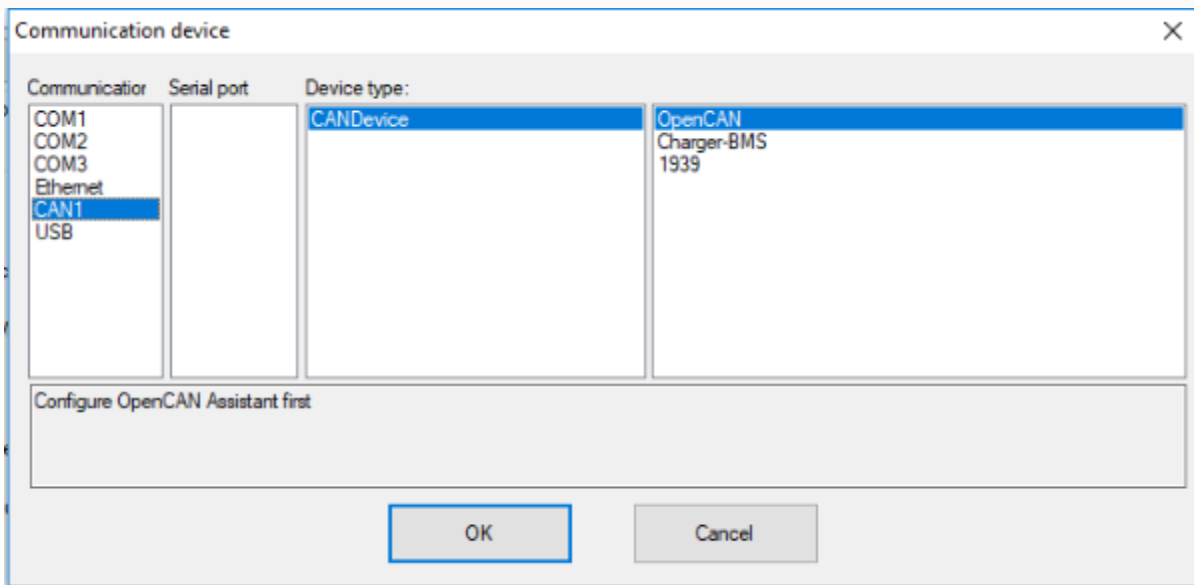 Communication device
Communicatior Serial port Device type:
COM1
COM2
COM3
Ethernet
CAN1
USB
CANDevice
OpenCAN
Charger-BMS
1939
Configure OpenCAN Assistant first
OK Cancel